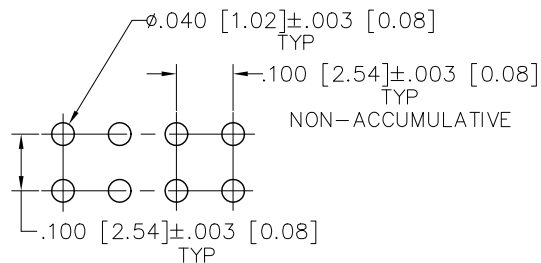 ⌀.040 [1.02]±.003 [0.08]
TYP
.100 [2.54]±.003 [0.08]
TYP
NON-ACCUMULATIVE
.100 [2.54]±.003 [0.08]
TYP